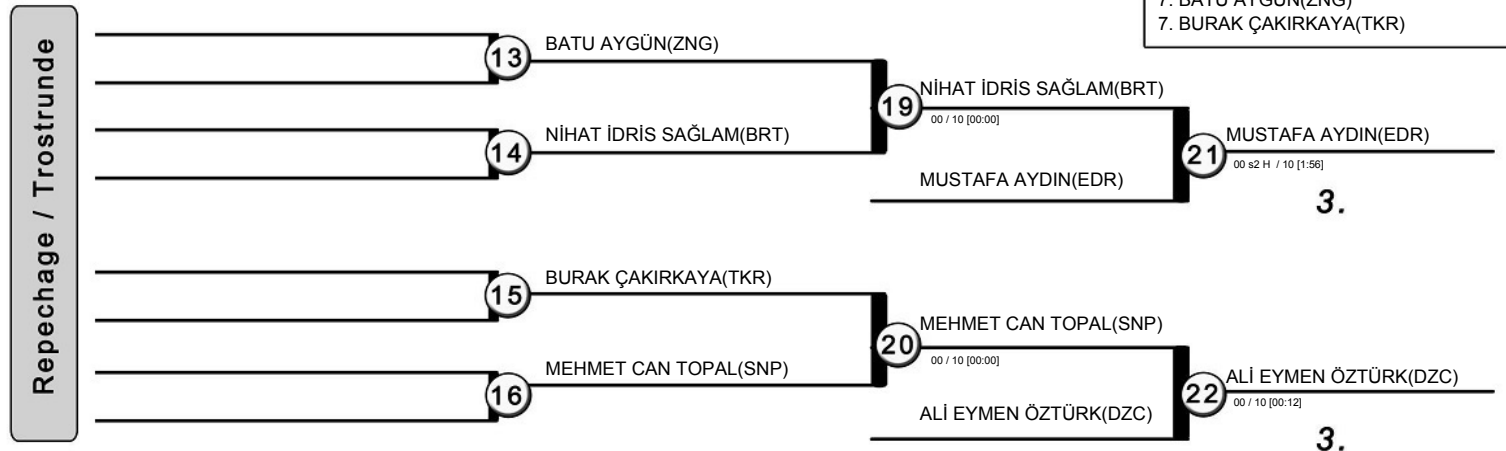 7. BATU AYGÜN(ZNG)
7. BURAK ÇAKIRKAYA(TKR)
Repechage / Trostrunde
13
BATU AYGÜN(ZNG)
14
NİHAT İDRİS SAĞLAM(BRT)
19
NİHAT İDRİS SAĞLAM(BRT)
00 / 10 [00:00]
MUSTAFA AYDIN(EDR)
21
MUSTAFA AYDIN(EDR)
00 s2 H / 10 [1:56]
3.
15
BURAK ÇAKIRKAYA(TKR)
16
MEHMET CAN TOPAL(SNP)
20
MEHMET CAN TOPAL(SNP)
00 / 10 [00:00]
ALİ EYMEN ÖZTÜRK(DZC)
22
ALİ EYMEN ÖZTÜRK(DZC)
00 / 10 [00:12]
3.